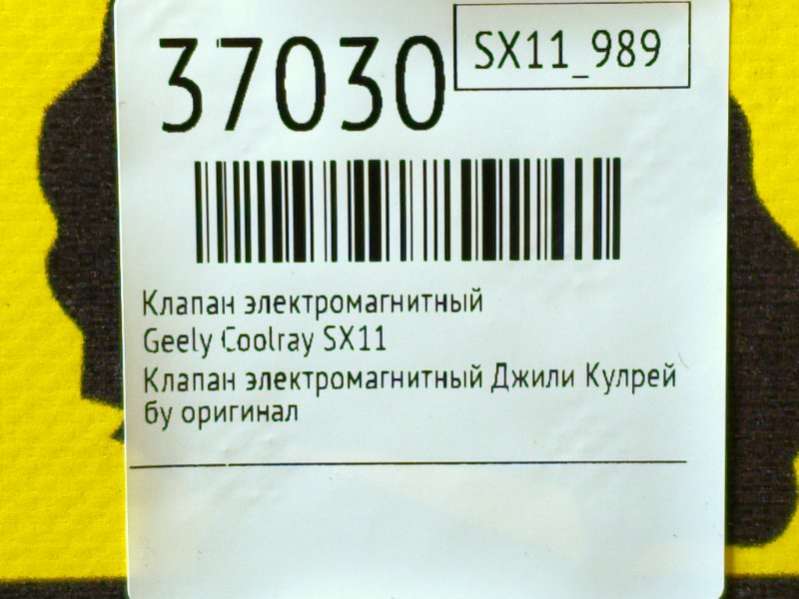 37030
SX11_989
Клапан электромагнитный
Geely Coolray SX11
Клапан электромагнитный Джили Кулрей
бу оригинал